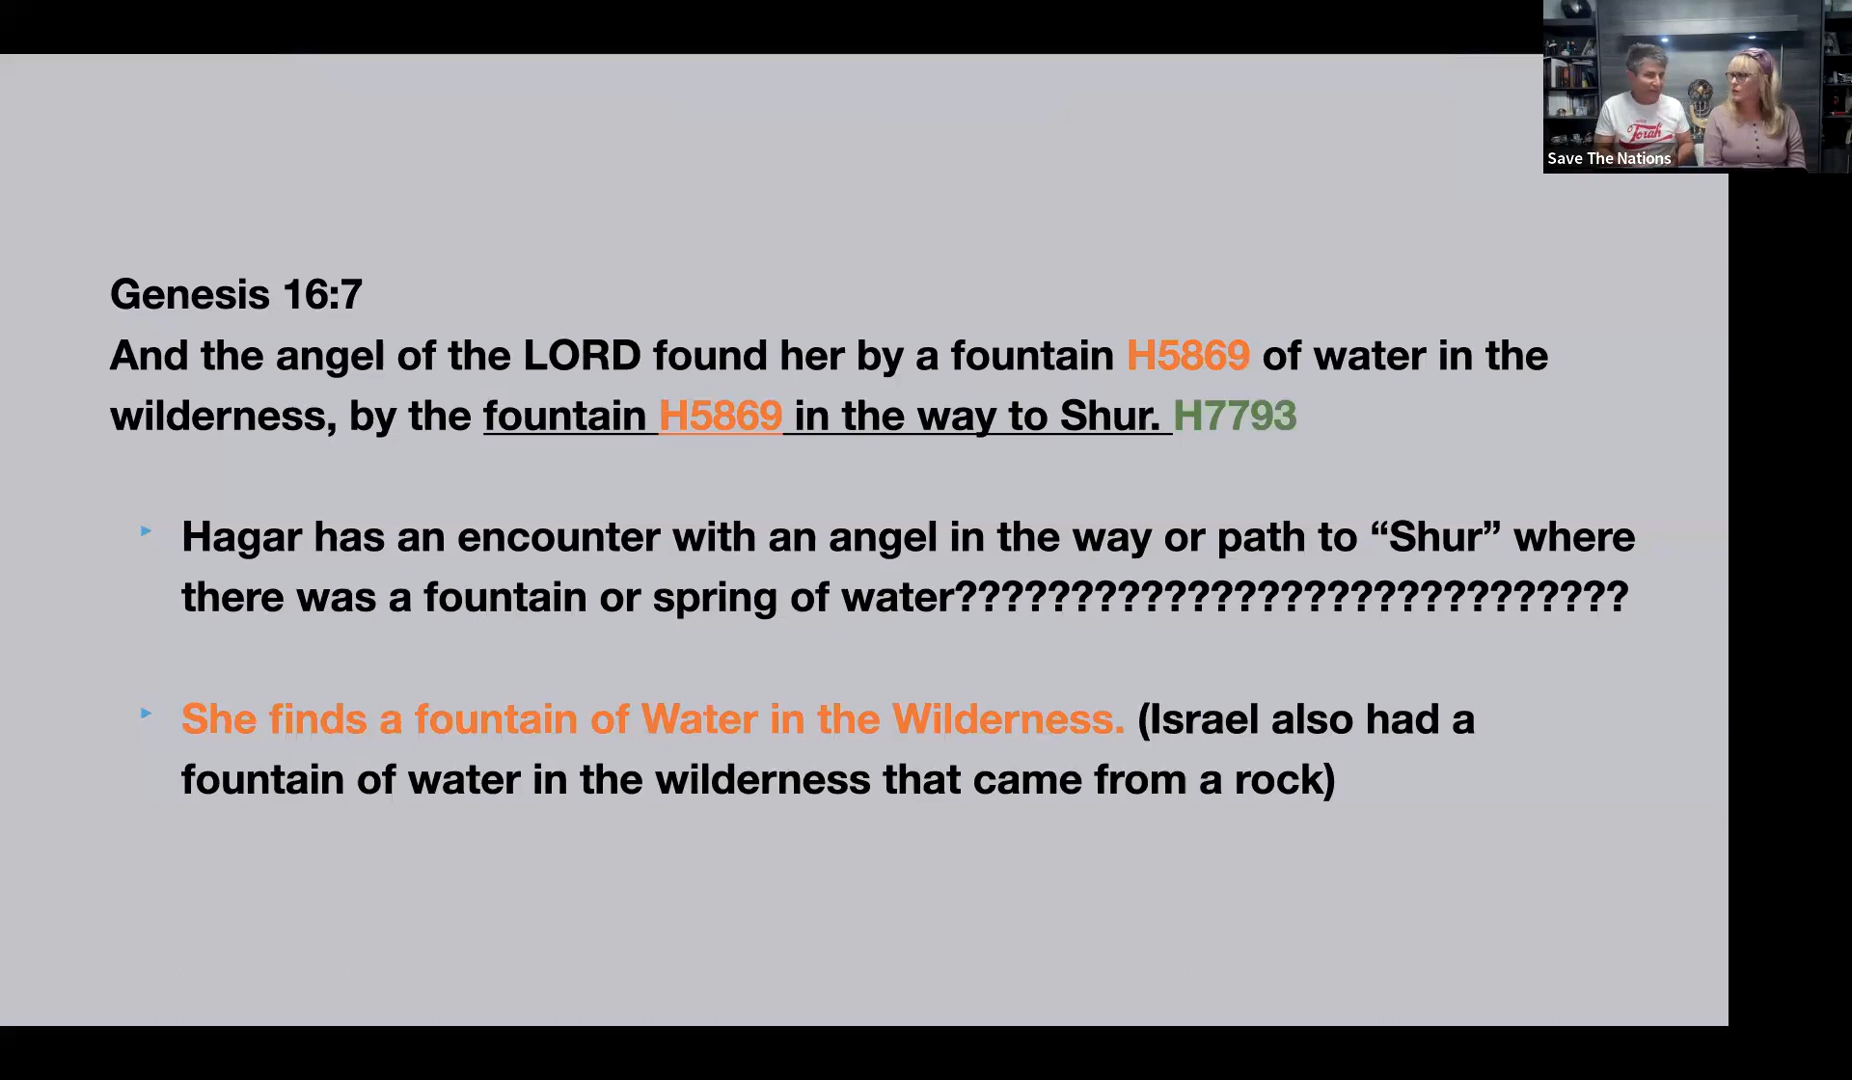 Save The Nations
Torah
Genesis 16:7
And the angel of the LORD found her by a fountain H5869 of water in the
wilderness, by the fountain H5869 in the way to Shur. H7793
‣ Hagar has an encounter with an angel in the way or path to “Shur” where
there was a fountain or spring of water?????????????????????????????
‣ She finds a fountain of Water in the Wilderness. (Israel also had a
fountain of water in the wilderness that came from a rock)